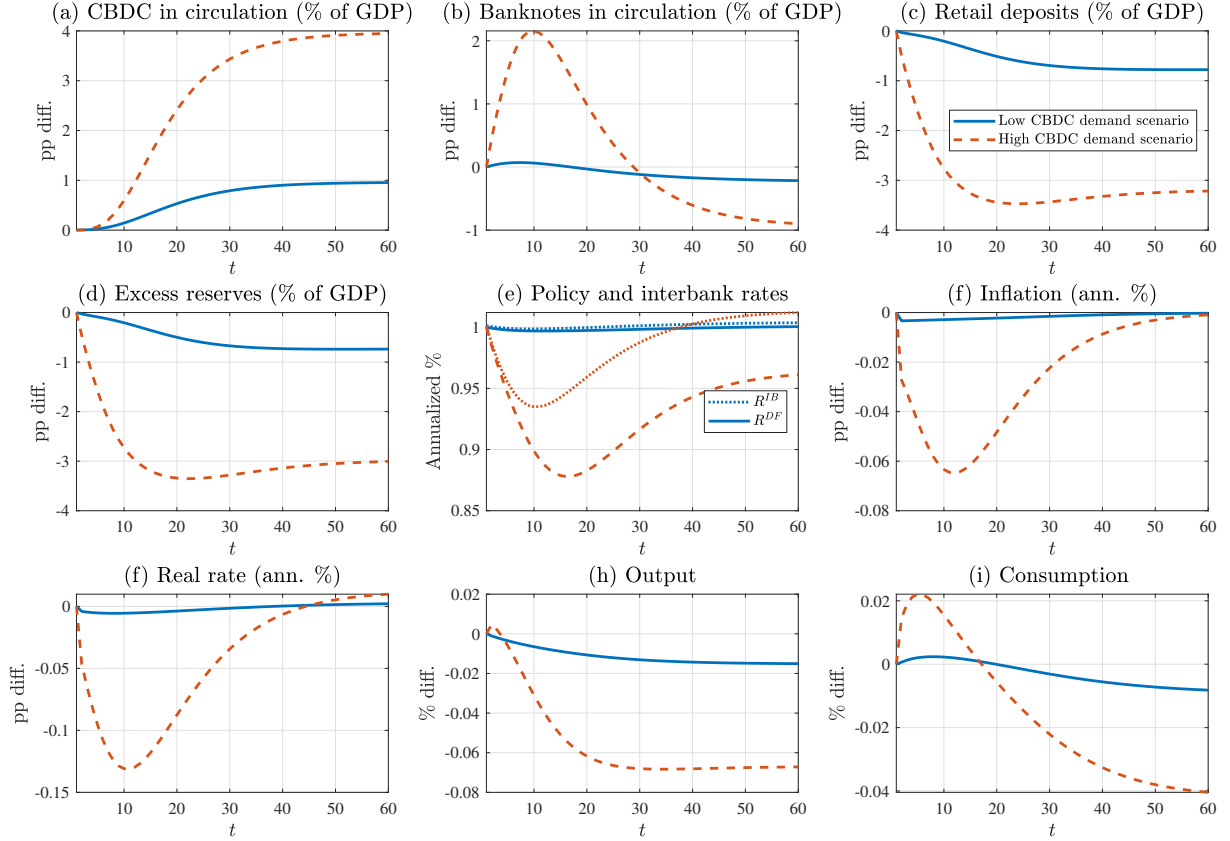 (a) CBDC in circulation (% of GDP)
pp diff.
4
3
2
1
0
10 20 30 40 50 60
t
(b) Banknotes in circulation (% of GDP)
pp diff.
2
1
0
-1
10 20 30 40 50 60
t
(c) Retail deposits (% of GDP)
pp diff.
0
-1
-2
-3
-4
Low CBDC demand scenario
High CBDC demand scenario
10 20 30 40 50 60
t
(d) Excess reserves (% of GDP)
pp diff.
0
-1
-2
-3
-4
10 20 30 40 50 60
t
(e) Policy and interbank rates
Annualized %
1
0.95
0.9
0.85
R^{IB}
R^{DF}
10 20 30 40 50 60
t
(f) Inflation (ann. %)
pp diff.
0
-0.02
-0.04
-0.06
-0.08
10 20 30 40 50 60
t
(f) Real rate (ann. %)
pp diff.
0
-0.05
-0.1
-0.15
10 20 30 40 50 60
t
(h) Output
% diff.
0.02
0
-0.02
-0.04
-0.06
-0.08
10 20 30 40 50 60
t
(i) Consumption
% diff.
0.02
0
-0.02
-0.04
10 20 30 40 50 60
t